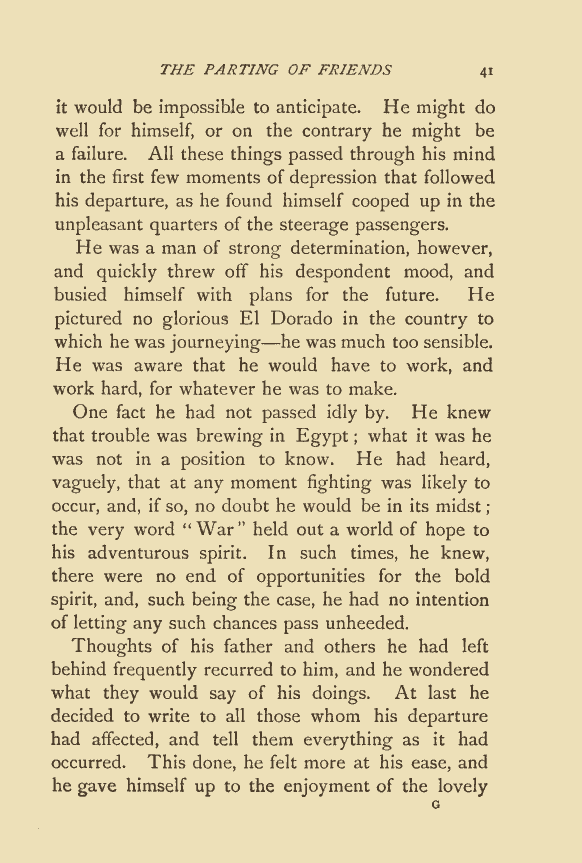 THE PARTING OF FRIENDS 41
it would be impossible to anticipate. He might do
well for himself, or on the contrary he might be
a failure. All these things passed through his mind
in the first few moments of depression that followed
his departure, as he found himself cooped up in the
unpleasant quarters of the steerage passengers.
He was a man of strong determination, however,
and quickly threw off his despondent mood, and
busied himself with plans for the future. He
pictured no glorious El Dorado in the country to
which he was journeying—he was much too sensible.
He was aware that he would have to work, and
work hard, for whatever he was to make.
One fact he had not passed idly by. He knew
that trouble was brewing in Egypt ; what it was he
was not in a position to know. He had heard,
vaguely, that at any moment fighting was likely to
occur, and, if so, no doubt he would be in its midst ;
the very word “ War ” held out a world of hope to
his adventurous spirit. In such times, he knew,
there were no end of opportunities for the bold
spirit, and, such being the case, he had no intention
of letting any such chances pass unheeded.
Thoughts of his father and others he had left
behind frequently recurred to him, and he wondered
what they would say of his doings. At last he
decided to write to all those whom his departure
had affected, and tell them everything as it had
occurred. This done, he felt more at his ease, and
he gave himself up to the enjoyment of the lovely
G